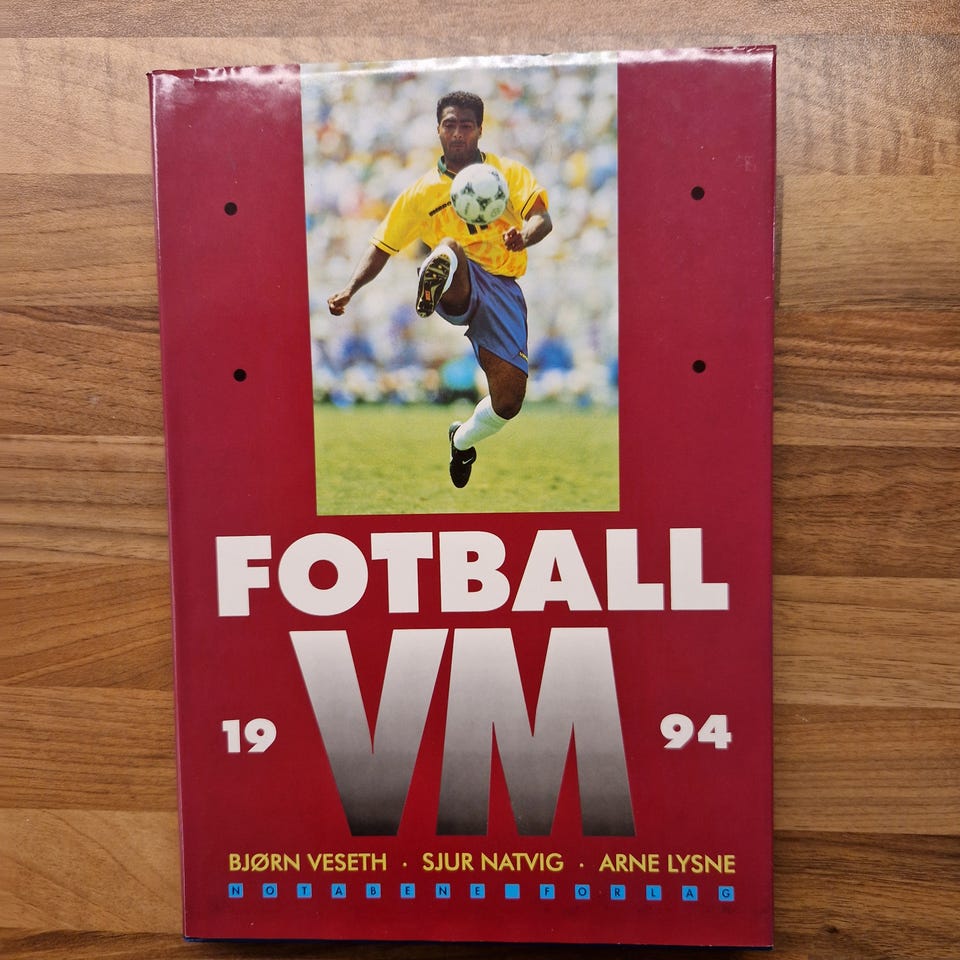 FOTBALL
VM
19 94
BJØRN VESETH · SJUR NATVIG · ARNE LYSNE
NOTABENE FORLAG